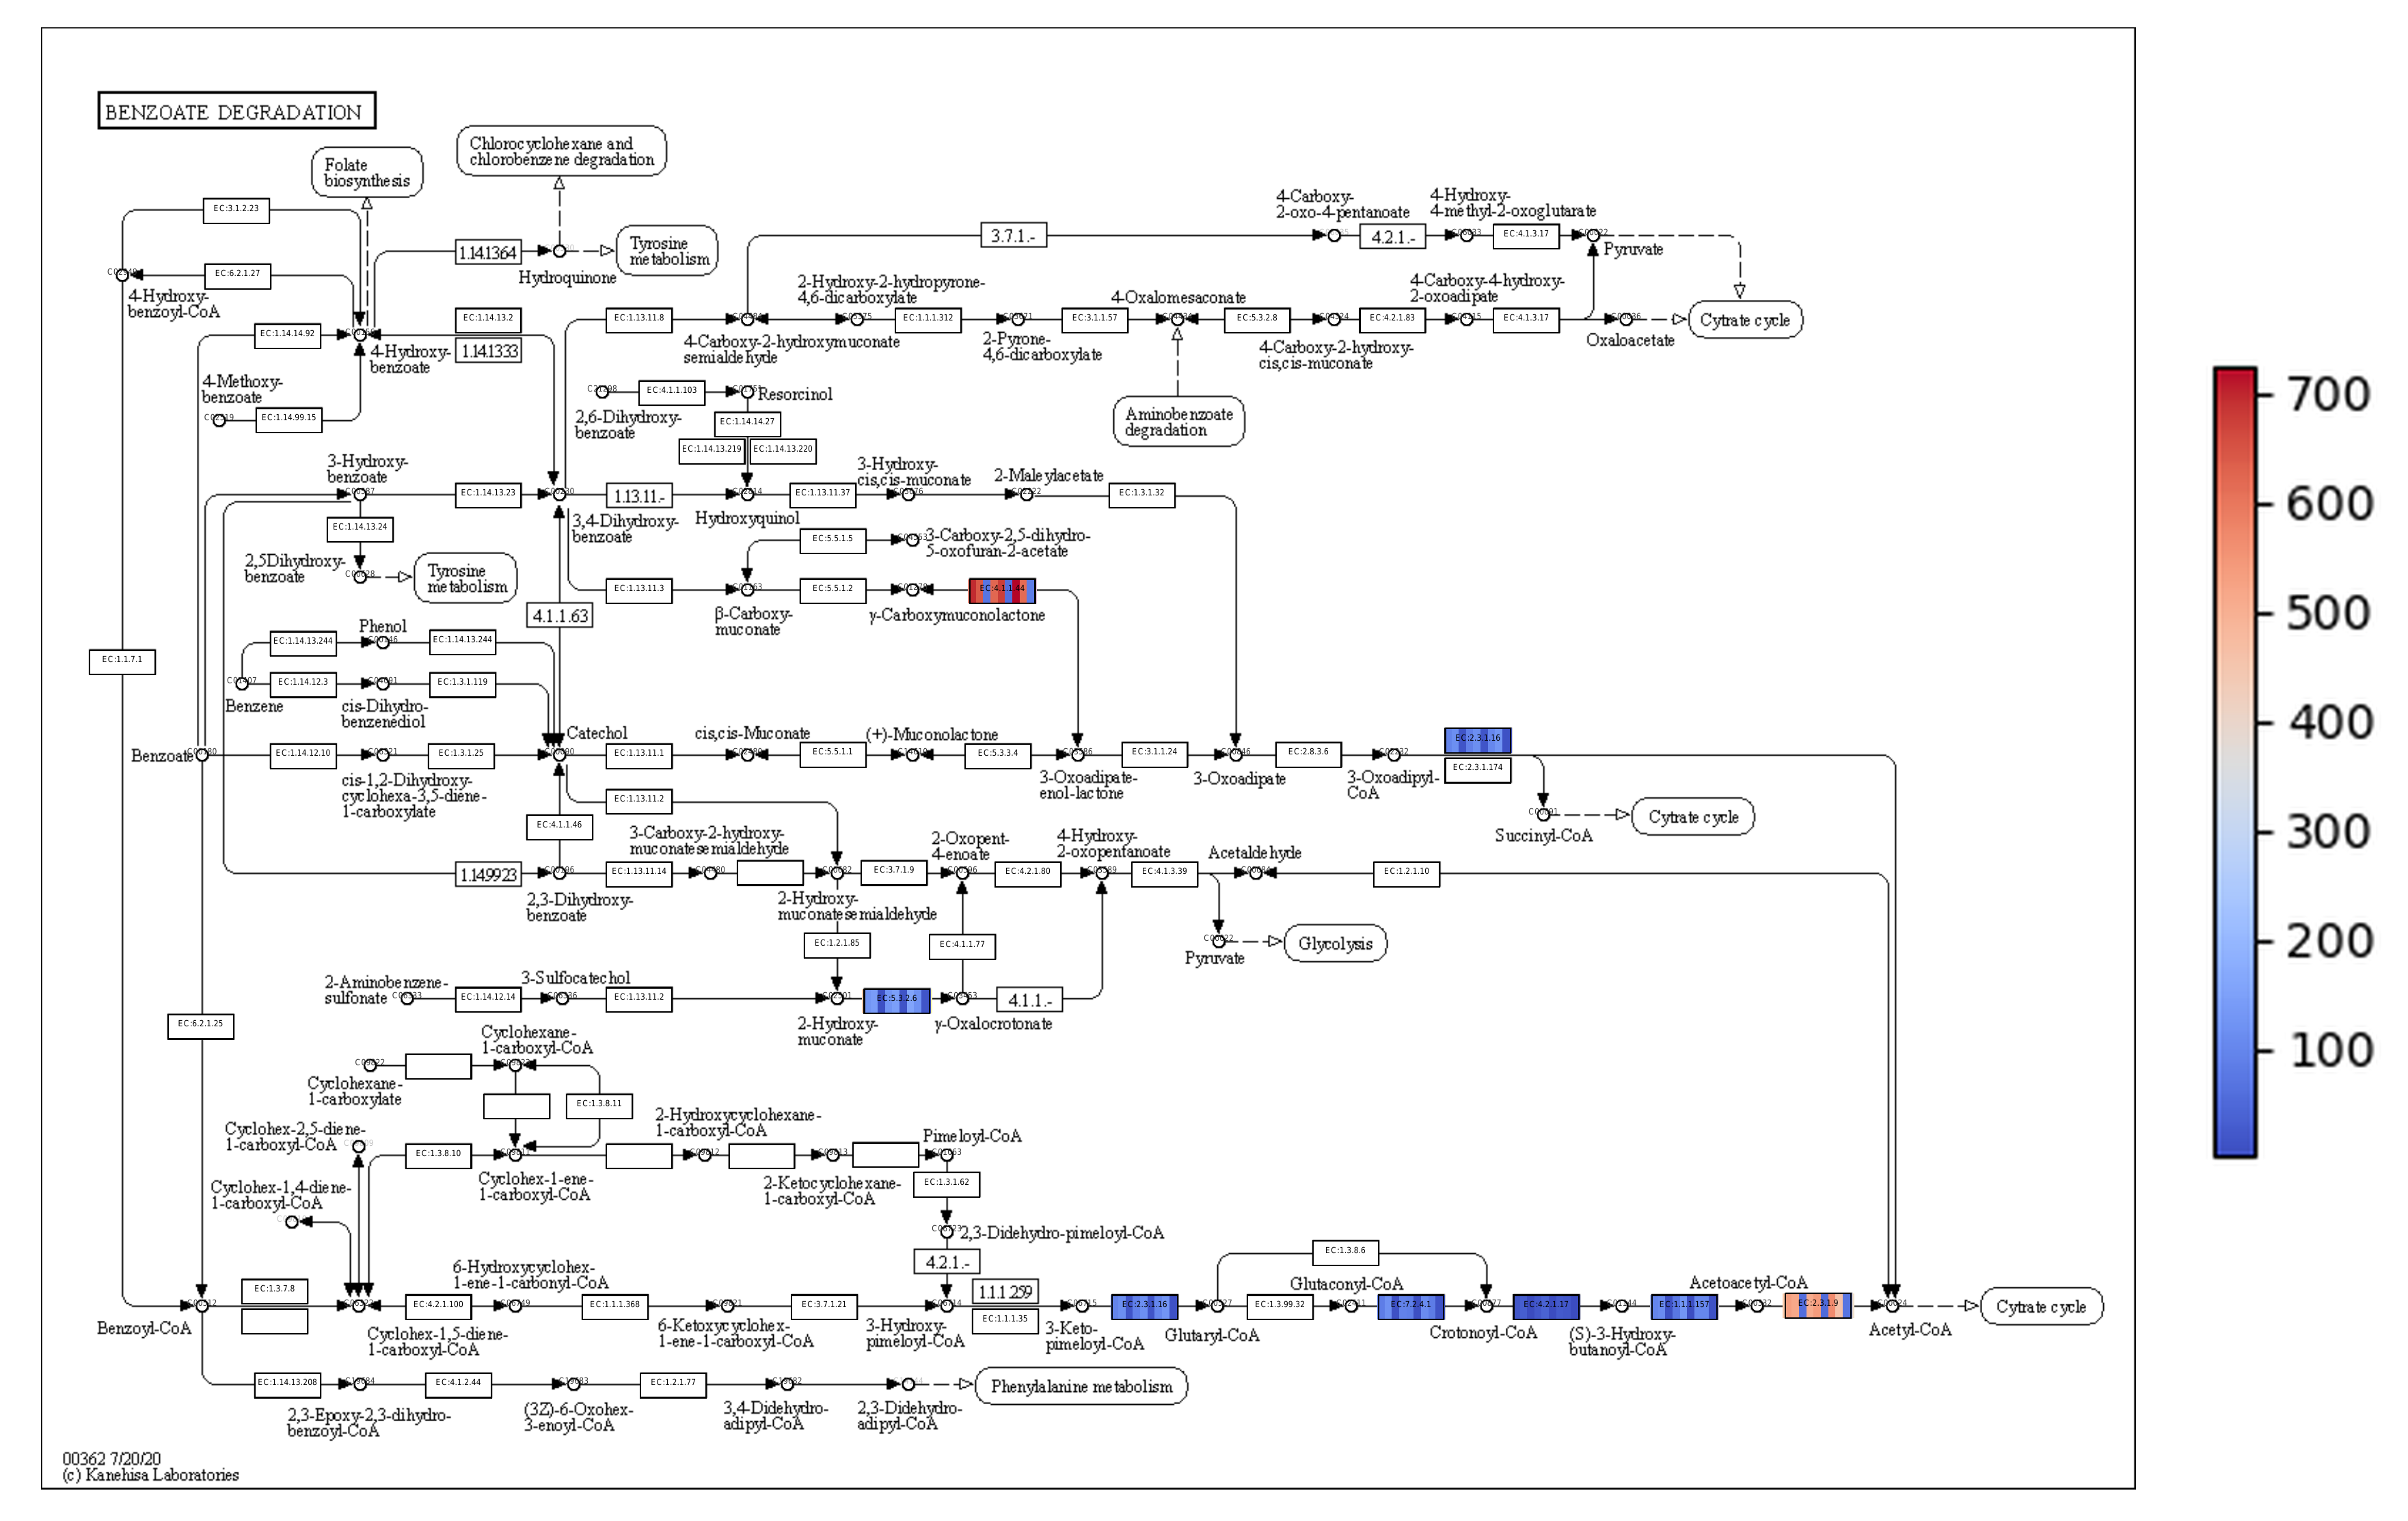 BENZOATE DEGRADATION
Folate
biosynthesis
Chlorocyclohexane and
chlorobenzene degradation
EC:3.1.2.23
1.14.1364
Hydroquinone
Tyrosine
metabolism
EC:6.2.1.27
4-Hydroxy-
benzoyl-CoA
EC:1.14.14.92
4-Hydroxy-
benzoate
EC:1.14.13.2
1.14.1333
4-Methoxy-
benzoate
EC:1.14.99.15
3.7.1.-
4-Carboxy-
2-oxo-4-pentanoate
4.2.1.-
4-Hydroxy-
4-methyl-2-oxoglutarate
EC:4.1.3.17
Pyruvate
EC:1.13.11.8
4-Carboxy-2-hydroxymuconate
semialdehyde
2-Hydroxy-2-hydropyrone-
4,6-dicarboxylate
EC:1.1.1.312
2-Pyrone-
4,6-dicarboxylate
EC:3.1.1.57
4-Oxalomesaconate
EC:5.3.2.8
4-Carboxy-2-hydroxy-
cis,cis-muconate
EC:4.2.1.83
4-Carboxy-4-hydroxy-
2-oxoadipate
EC:4.1.3.17
Oxaloacetate
Cytrate cycle
Aminobenzoate
degradation
2,6-Dihydroxy-
benzoate
EC:4.1.1.103
Resorcinol
EC:1.14.14.27
EC:1.14.13.219
EC:1.14.13.220
3-Hydroxy-
benzoate
EC:1.14.13.23
3,4-Dihydroxy-
benzoate
1.13.11.-
Hydroxyquinol
EC:1.13.11.37
3-Hydroxy-
cis,cis-muconate
2-Maleylacetate
EC:1.3.1.32
EC:1.14.13.24
2,5Dihydroxy-
benzoate
Tyrosine
metabolism
EC:5.5.1.5
3-Carboxy-2,5-dihydro-
5-oxofuran-2-acetate
EC:1.13.11.3
β-Carboxy-
muconate
EC:5.5.1.2
γ-Carboxymuconolactone
EC:4.1.1.44
4.1.1.63
Phenol
EC:1.14.13.244
EC:1.14.13.244
EC:1.1.7.1
Benzene
EC:1.14.12.3
cis-Dihydro-
benzenediol
EC:1.3.1.119
Benzoate
EC:1.14.12.10
cis-1,2-Dihydroxy-
cyclohexa-3,5-diene-
1-carboxylate
EC:1.3.1.25
Catechol
EC:1.13.11.1
cis,cis-Muconate
EC:5.5.1.1
(+)-Muconolactone
EC:5.3.3.4
3-Oxoadipate-
enol-lactone
EC:3.1.1.24
3-Oxoadipate
EC:2.8.3.6
3-Oxoadipyl-
CoA
EC:2.3.1.16
EC:2.3.1.174
Succinyl-CoA
Cytrate cycle
EC:1.13.11.2
EC:4.1.1.46
1.14.9923
2,3-Dihydroxy-
benzoate
EC:1.13.11.14
3-Carboxy-2-hydroxy-
muconatesemialdehyde
2-Hydroxy-
muconatesemialdehyde
EC:3.7.1.9
2-Oxopent-
4-enoate
EC:4.2.1.80
4-Hydroxy-
2-oxopentanoate
EC:4.1.3.39
Acetaldehyde
EC:1.2.1.10
Pyruvate
Glycolysis
EC:1.2.1.85
EC:4.1.1.77
2-Aminobenzene-
sulfonate
EC:1.14.12.14
3-Sulfocatechol
EC:1.13.11.2
2-Hydroxy-
muconate
EC:5.3.2.6
γ-Oxalocrotonate
4.1.1.-
EC:6.2.1.25
Cyclohexane-
1-carboxylate
Cyclohexane-
1-carboxyl-CoA
EC:1.3.8.11
Cyclohex-2,5-diene-
1-carboxyl-CoA
EC:1.3.8.10
Cyclohex-1-ene-
1-carboxyl-CoA
2-Hydroxycyclohexane-
1-carboxyl-CoA
2-Ketocyclohexane-
1-carboxyl-CoA
Pimeloyl-CoA
EC:1.3.1.62
Cyclohex-1,4-diene-
1-carboxyl-CoA
2,3-Didehydro-pimeloyl-CoA
4.2.1.-
Benzoyl-CoA
EC:1.3.7.8
Cyclohex-1,5-diene-
1-carboxyl-CoA
EC:4.2.1.100
6-Hydroxycyclohex-
1-ene-1-carbonyl-CoA
EC:1.1.1.368
6-Ketoxycyclohex-
1-ene-1-carboxyl-CoA
EC:3.7.1.21
3-Hydroxy-
pimeloyl-CoA
1.1.1.259
EC:1.1.1.35
3-Keto-
pimeloyl-CoA
EC:2.3.1.16
Glutaryl-CoA
EC:1.3.8.6
EC:1.3.99.32
Glutaconyl-CoA
EC:7.2.4.1
Crotonoyl-CoA
EC:4.2.1.17
(S)-3-Hydroxy-
butanoyl-CoA
EC:1.1.1.157
Acetoacetyl-CoA
EC:2.3.1.9
Acetyl-CoA
Cytrate cycle
EC:1.14.13.208
2,3-Epoxy-2,3-dihydro-
benzoyl-CoA
EC:4.1.2.44
(3Z)-6-Oxohex-
3-enoyl-CoA
EC:1.2.1.77
3,4-Didehydro-
adipyl-CoA
2,3-Didehydro-
adipyl-CoA
Phenylalanine metabolism
00362 7/20/20
(c) Kanehisa Laboratories
700
600
500
400
300
200
100